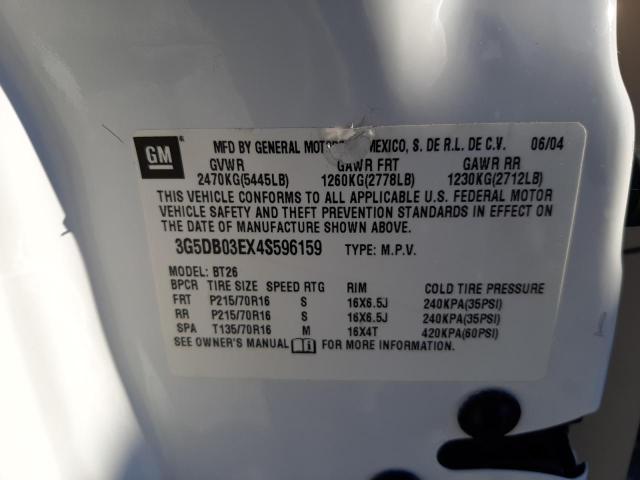 GM
MFD BY GENERAL MOTORS MEXICO, S. DE R.L. DE C.V. 06/04
GVWR GAWR FRT GAWR RR
2470KG(5445LB) 1260KG(2778LB) 1230KG(2712LB)
THIS VEHICLE CONFORMS TO ALL APPLICABLE U.S. FEDERAL MOTOR
VEHICLE SAFETY AND THEFT PREVENTION STANDARDS IN EFFECT ON
THE DATE OF MANUFACTURE SHOWN ABOVE.
3G5DB03EX4S596159 TYPE: M.P.V.
MODEL: BT26
BPCR TIRE SIZE SPEED RTG RIM COLD TIRE PRESSURE
FRT P215/70R16 S 16X6.5J 240KPA(35PSI)
RR P215/70R16 S 16X6.5J 240KPA(35PSI)
SPA T135/70R16 M 16X4T 420KPA(60PSI)
SEE OWNER'S MANUAL FOR MORE INFORMATION.